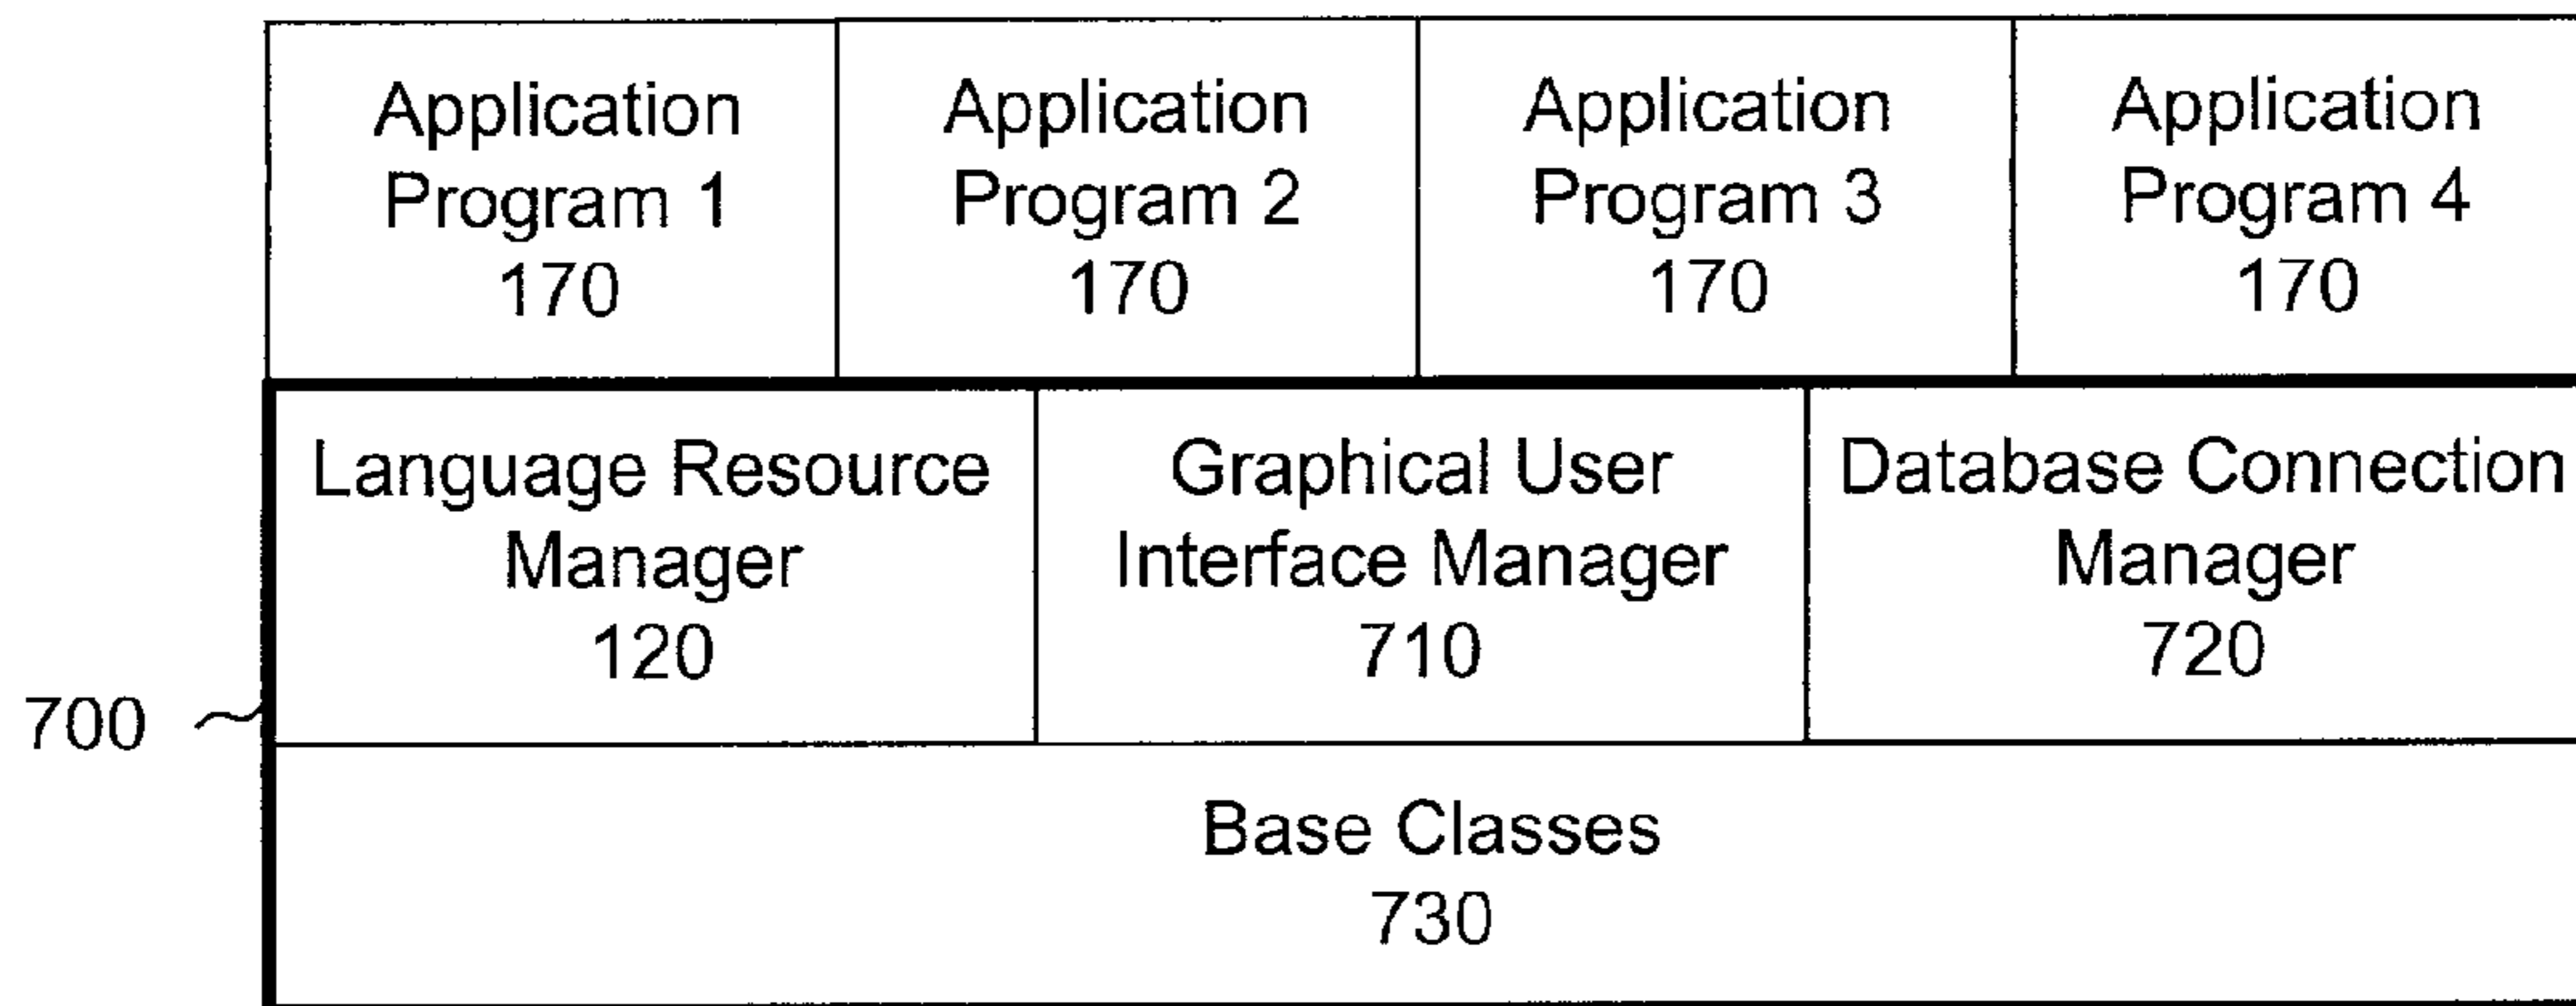 Application
Program 1
170
Application
Program 2
170
Application
Program 3
170
Application
Program 4
170
Language Resource
Manager
120
Graphical User
Interface Manager
710
Database Connection
Manager
720
700
Base Classes
730